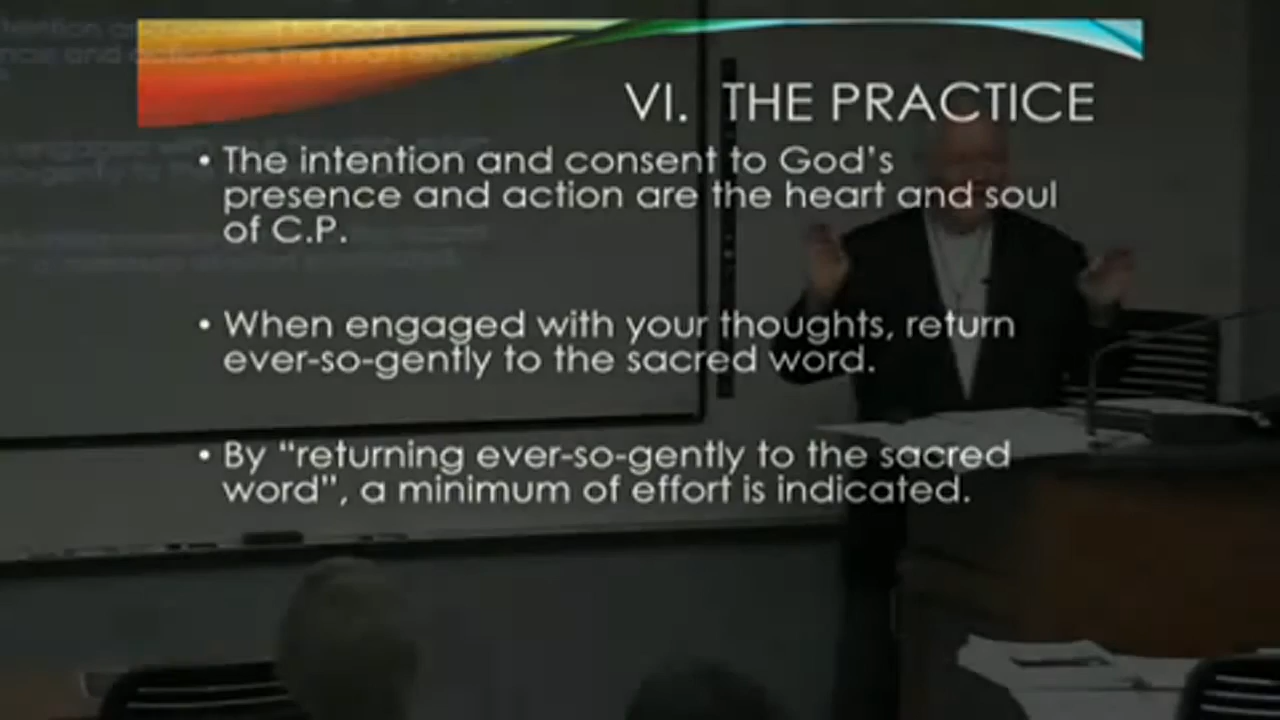 VI. THE PRACTICE
• The intention and consent to God's
presence and action are the heart and soul
of C.P.
• When engaged with your thoughts, return
ever-so-gently to the sacred word.
• By “returning ever-so-gently to the sacred
word”, a minimum of effort is indicated.